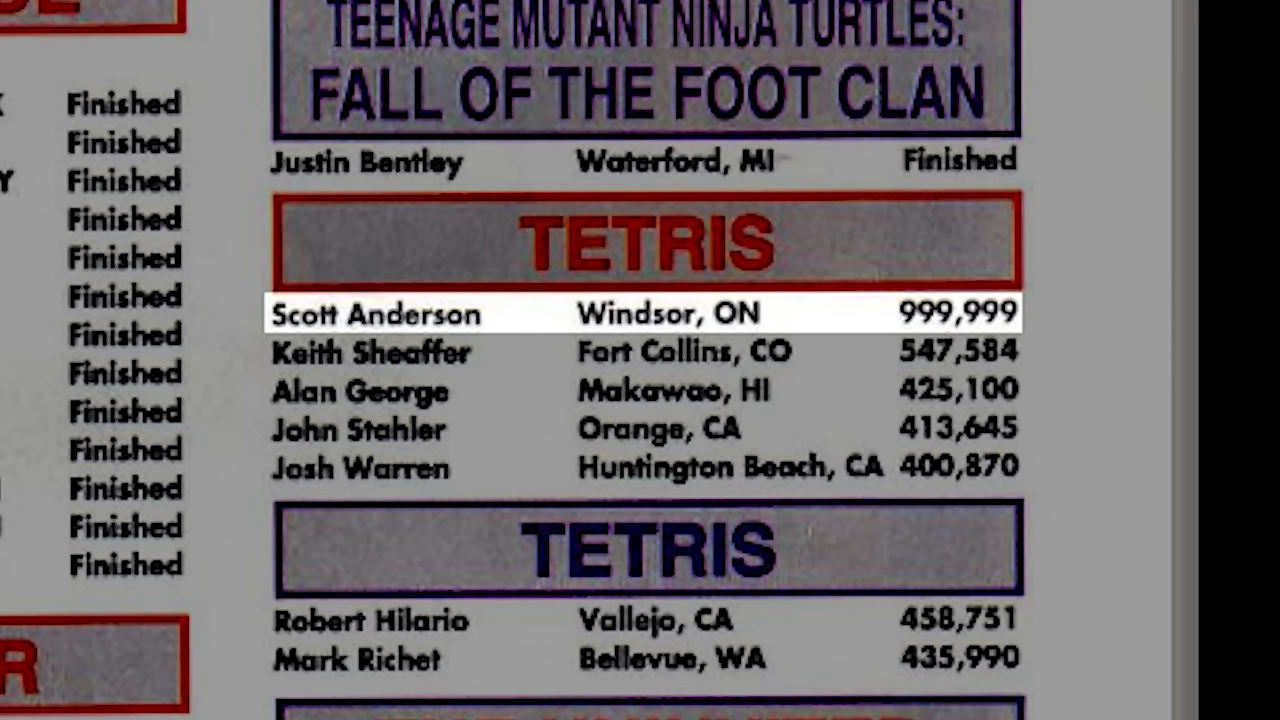 Finished
Finished
Finished
Finished
Finished
Finished
Finished
Finished
Finished
Finished
Finished
Finished
Finished
TEENAGE MUTANT NINJA TURTLES:
FALL OF THE FOOT CLAN
Justin Bentley Waterford, MI Finished
TETRIS
Scott Anderson Windsor, ON 999,999
Keith Sheaffer Fort Collins, CO 547,584
Alan George Makawao, HI 425,100
John Stahler Orange, CA 413,645
Josh Warren Huntington Beach, CA 400,870
TETRIS
Robert Hilario Vallejo, CA 458,751
Mark Richet Bellevue, WA 435,990